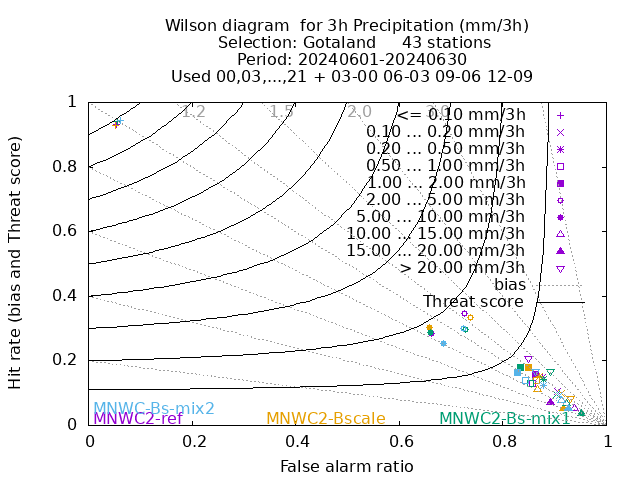 Wilson diagram for 3h Precipitation (mm/3h)
Selection: Gotaland 43 stations
Period: 20240601-20240630
Used 00,03,...,21 + 03-00 06-03 09-06 12-09
Hit rate (bias and Threat score)
1
0.8
0.6
0.4
0.2
0
1.2 1.5 2.0 3.0
<= 0.10 mm/3h
0.10 ... 0.20 mm/3h
0.20 ... 0.50 mm/3h
0.50 ... 1.00 mm/3h
1.00 ... 2.00 mm/3h
2.00 ... 5.00 mm/3h
5.00 ... 10.00 mm/3h
10.00 ... 15.00 mm/3h
15.00 ... 20.00 mm/3h
> 20.00 mm/3h
bias
Threat score
MNWC-Bs-mix2
MNWC2-ref MNWC2-Bscale MNWC2-Bs-mix1
0 0.2 0.4 0.6 0.8 1
False alarm ratio